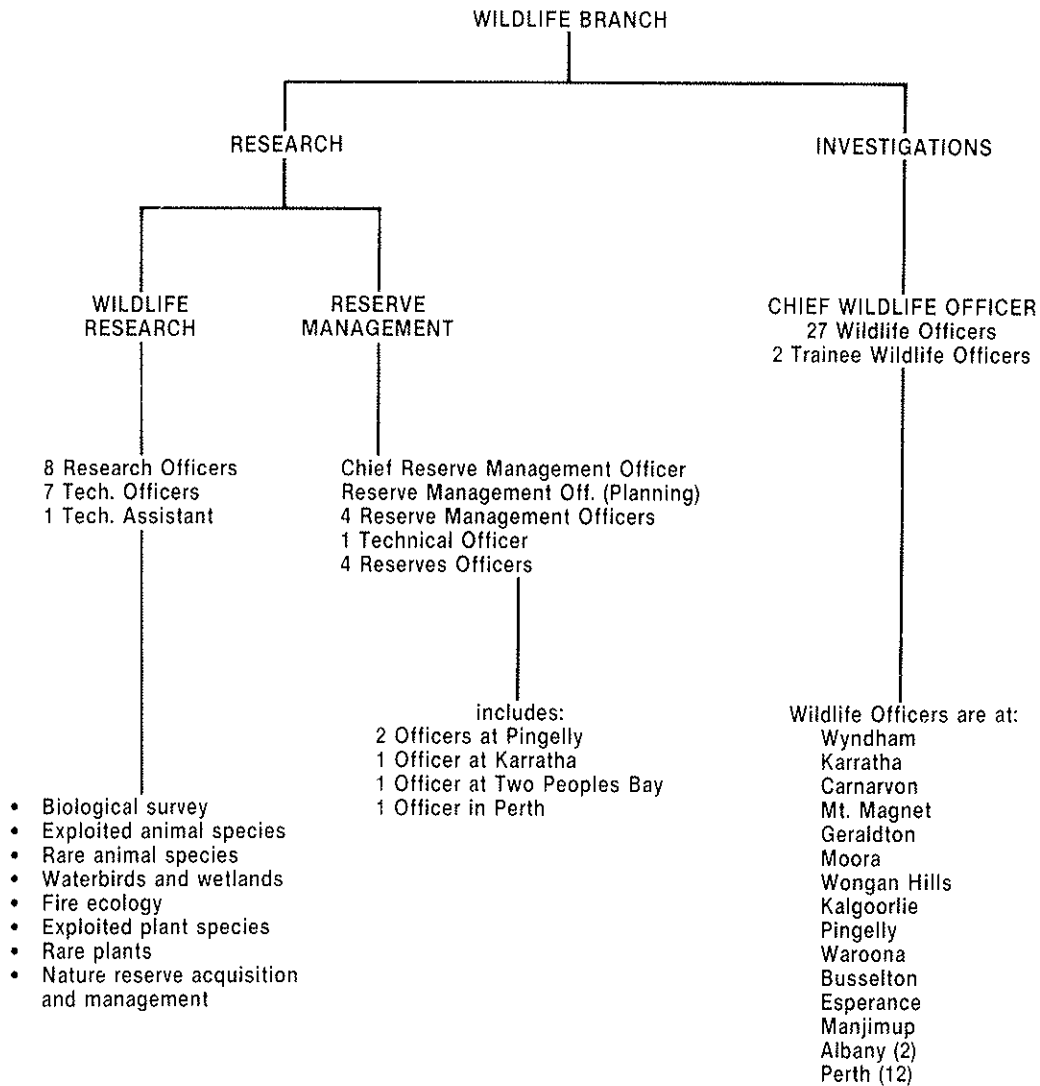 WILDLIFE BRANCH
RESEARCH
INVESTIGATIONS
WILDLIFE
RESEARCH
RESERVE
MANAGEMENT
CHIEF WILDLIFE OFFICER
27 Wildlife Officers
2 Trainee Wildlife Officers
8 Research Officers
7 Tech. Officers
1 Tech. Assistant
Chief Reserve Management Officer
Reserve Management Off. (Planning)
4 Reserve Management Officers
1 Technical Officer
4 Reserves Officers
includes:
2 Officers at Pingelly
1 Officer at Karratha
1 Officer at Two Peoples Bay
1 Officer in Perth
• Biological survey
• Exploited animal species
• Rare animal species
• Waterbirds and wetlands
• Fire ecology
• Exploited plant species
• Rare plants
• Nature reserve acquisition
and management
Wildlife Officers are at:
Wyndham
Karratha
Carnarvon
Mt. Magnet
Geraldton
Moora
Wongan Hills
Kalgoorlie
Pingelly
Waroona
Busselton
Esperance
Manjimup
Albany (2)
Perth (12)